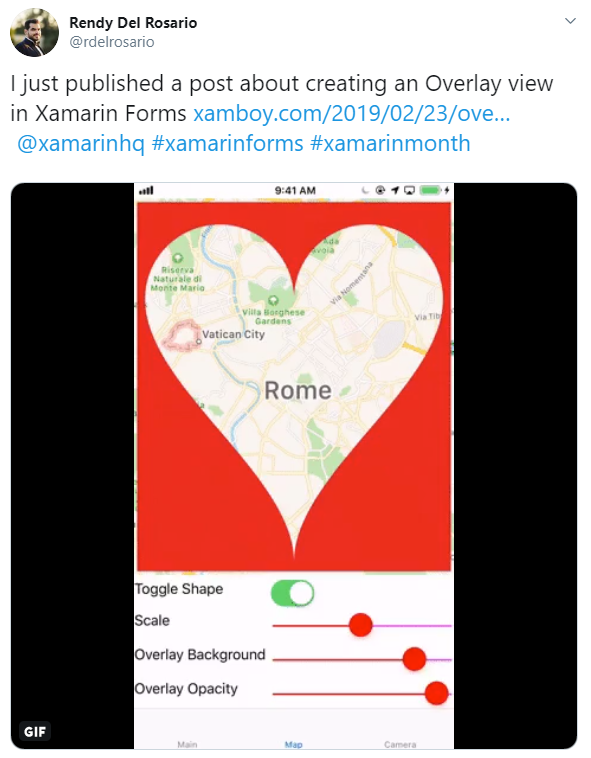 Rendy Del Rosario
@rdelrosario
I just published a post about creating an Overlay view
in Xamarin Forms xamboy.com/2019/02/23/ove...
@xamarinhq #xamarinforms #xamarinmonth
9:41 AM
Riserva
Naturale di
Monte Mario
Villa Borghese
Gardens
Via Nomentana
Via Tib
Vatican City
Rome
Toggle Shape
Scale
Overlay Background
Overlay Opacity
GIF
Main Map Camera